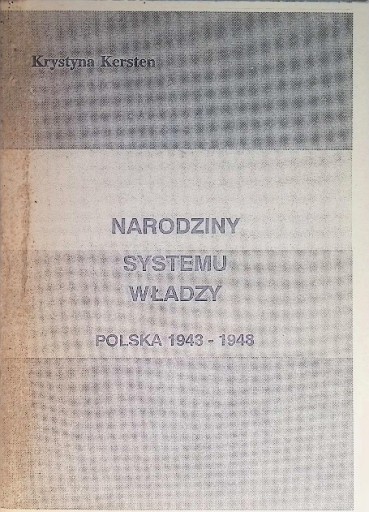 Krystyna Kersten
NARODZINY
SYSTEMU
WŁADZY
POLSKA 1943 - 1948